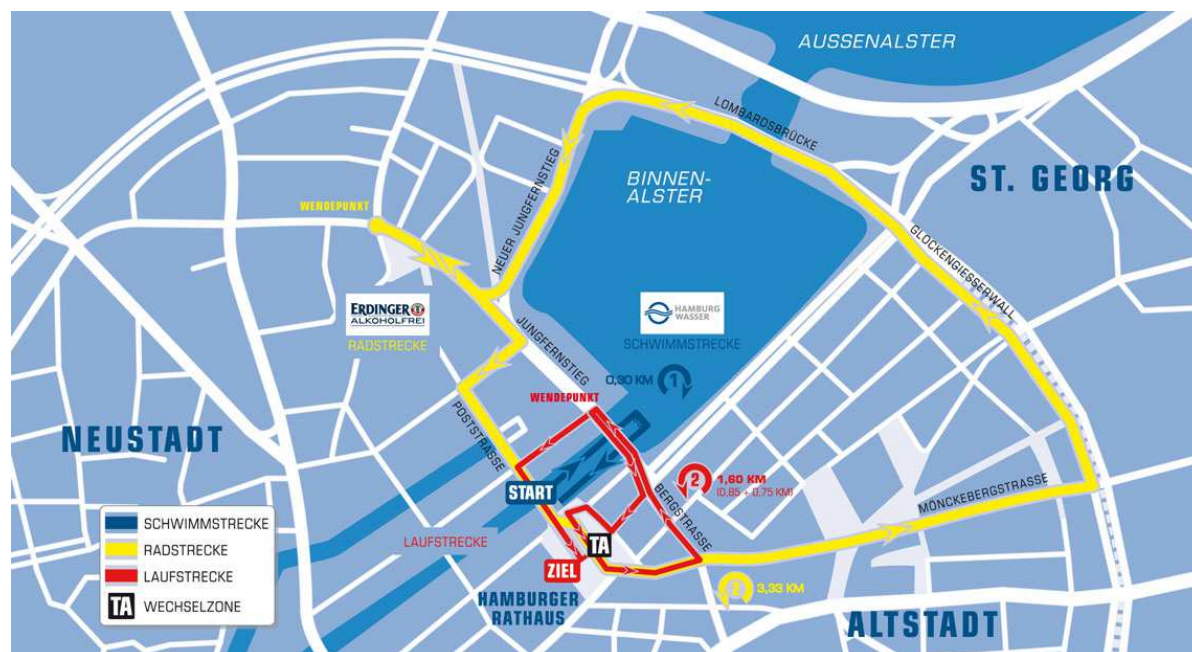 AUSSENALSTER
LOMBARDSBRÜCKE
BINNEN-
ALSTER
ST. GEORG
WENDEPUNKT
NEUER JUNGFERNSTIEG
GLOCKENGIESSERWALL
ERDINGER
ALKOHOLFREI
RADSTRECKE
HAMBURG
WASSER
SCHWIMMSTRECKE
JUNGFERNSTIEG
0,30 KM
1
WENDEPUNKT
NEUSTADT
POSTSTRASSE
START
BERGSTRASSE
2
1,60 KM
(0,85 + 0,75 KM)
MÖNCKEBERGSTRASSE
SCHWIMMSTRECKE
RADSTRECKE
LAUFSTRECKE
TA WECHSELZONE
LAUFSTRECKE
TA
ZIEL
HAMBURGER
RATHAUS
2
3,33 KM
ALTSTADT